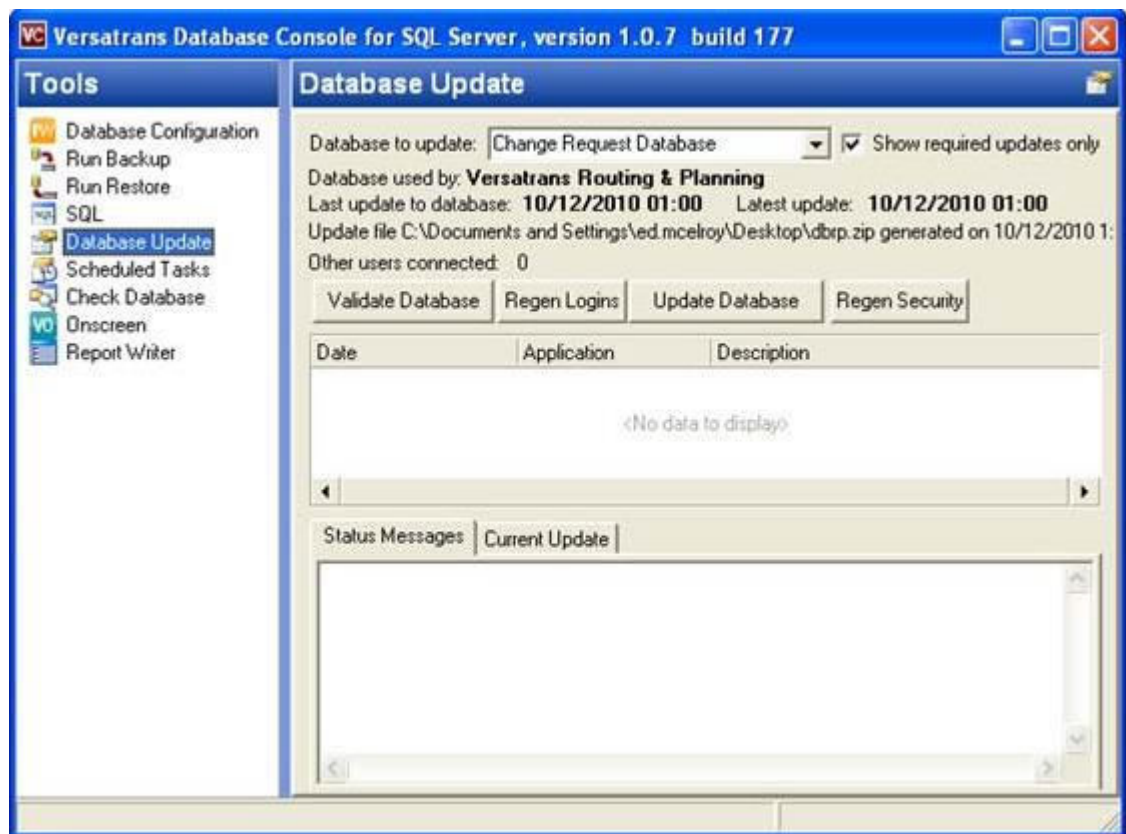 VC Versatrans Database Console for SQL Server, version 1.0.7 build 177
Tools
Database Configuration
Run Backup
Run Restore
SQL
Database Update
Scheduled Tasks
Check Database
VO Onscreen
Report Writer
Database Update
Database to update: Change Request Database Show required updates only
Database used by: Versatrans Routing & Planning
Last update to database: 10/12/2010 01:00 Latest update: 10/12/2010 01:00
Update file C:\Documents and Settings\ed.mcelroy\Desktop\dbrp.zip generated on 10/12/2010 1:
Other users connected: 0
Validate Database Regen Logins Update Database Regen Security
Date Application Description
<No data to display>
Status Messages Current Update